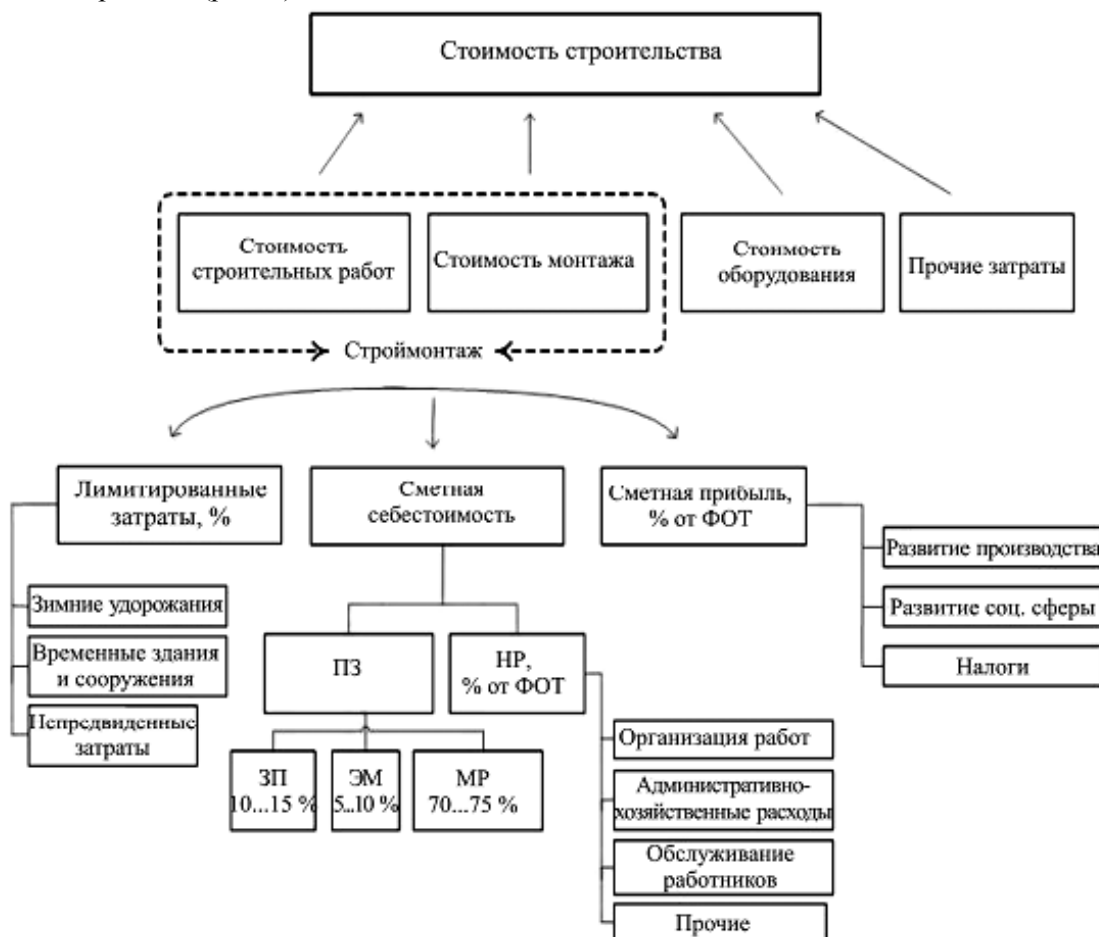 Стоимость строительства
Стоимость
строительных работ
Стоимость монтажа
Стоимость
оборудования
Прочие затраты
Строймонтаж
Лимитированные
затраты, %
Сметная
себестоимость
Сметная прибыль,
% от ФОТ
Развитие производства
Развитие соц. сферы
Налоги
Зимние удорожания
Временные здания
и сооружения
Непредвиденные
затраты
ПЗ
НР,
% от ФОТ
ЗП
10...15 %
ЭМ
5...10 %
МР
70...75 %
Организация работ
Административно-
хозяйственные расходы
Обслуживание
работников
Прочие